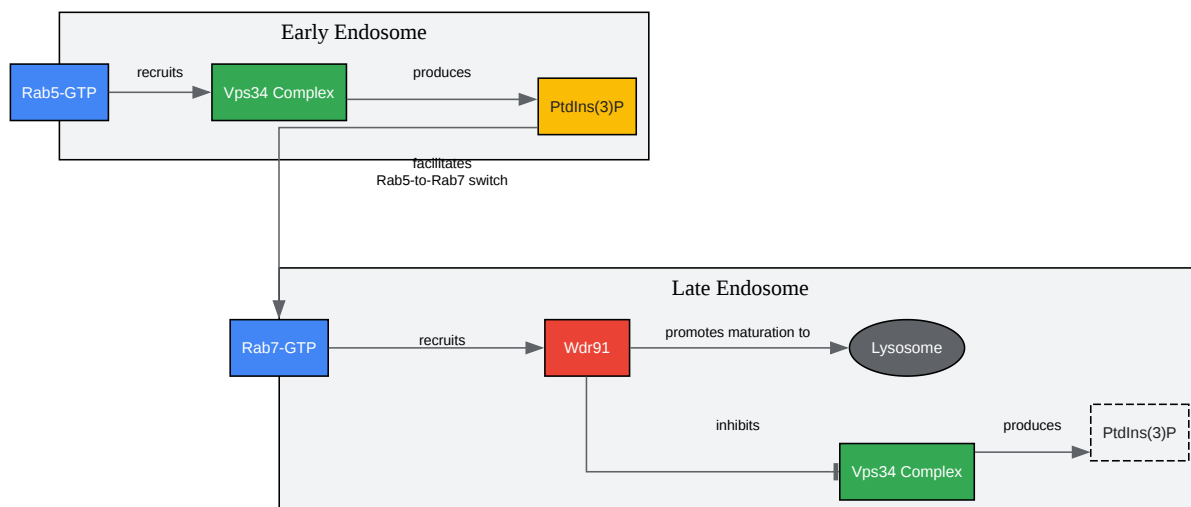 Early Endosome
Rab5-GTP
recruits
Vps34 Complex
produces
PtdIns(3)P
facilitates
Rab5-to-Rab7 switch
Late Endosome
Rab7-GTP
recruits
Wdr91
promotes maturation to
Lysosome
inhibits
Vps34 Complex
produces
PtdIns(3)P